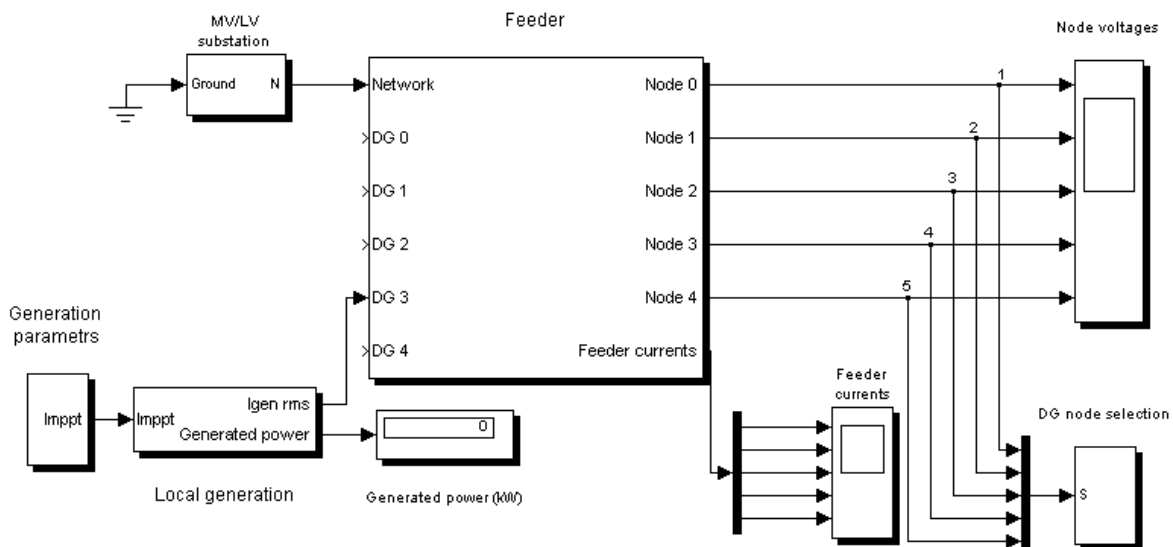 MV/LV
substation
Ground N
Feeder
Network
DG 0
DG 1
DG 2
DG 3
DG 4
Node 0
Node 1
Node 2
Node 3
Node 4
Feeder currents
1
2
3
4
5
Node voltages
Generation
parametrs
Imppt
Imppt
Igen rms
Generated power
Local generation
0
Generated power (kW)
Feeder
currents
DG node selection
S